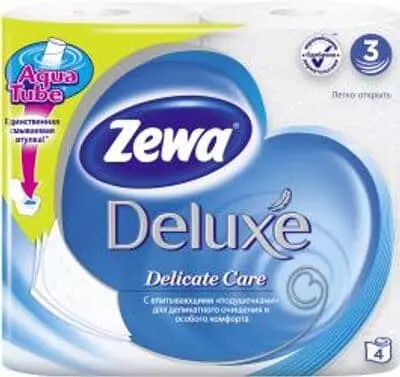 Aqua
Tube
Единственная
смываемая
втулка!*
3
Легко открыть
Zewa
Deluxe
Delicate Care
С впитывающими «подушечками»
для деликатного очищения и
особого комфорта
4